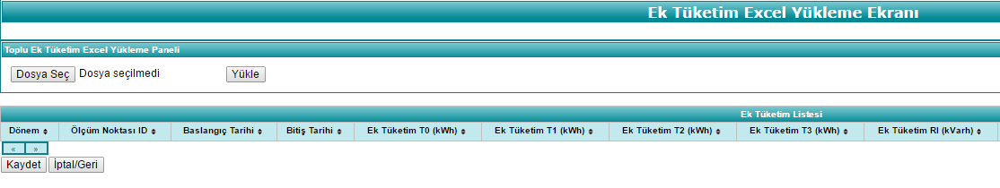 Ek Tüketim Excel Yükleme Ekranı
Toplu Ek Tüketim Excel Yükleme Paneli
Dosya Seç Dosya seçilmedi Yükle
Ek Tüketim Listesi
Dönem Ölçüm Noktası ID Baslangıç Tarihi Bitiş Tarihi Ek Tüketim T0 (kWh) Ek Tüketim T1 (kWh) Ek Tüketim T2 (kWh) Ek Tüketim T3 (kWh) Ek Tüketim RI (kVarh)
« »
Kaydet İptal/Geri